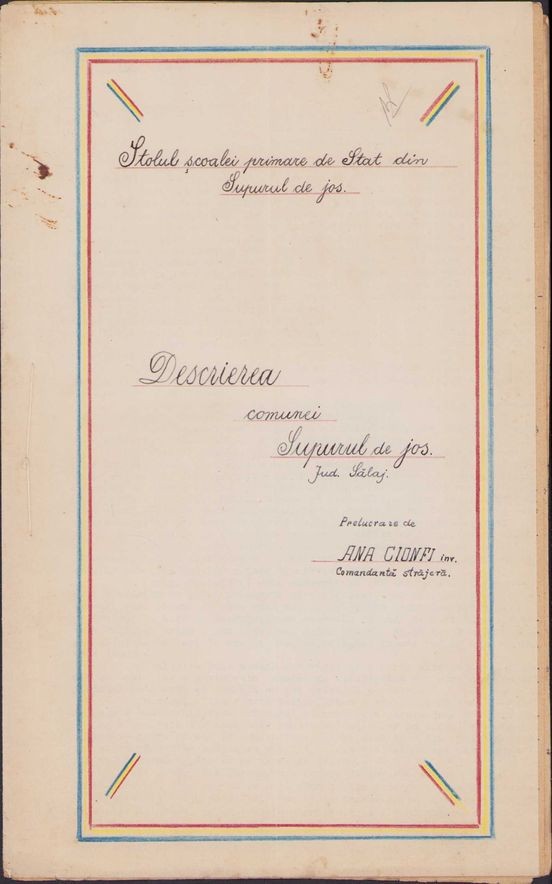 Stolul școalei primare de Stat din
Supurul de jos.
Descrierea
comunei
Supurul de jos.
Jud. Sălaj.
Prelucrare de
ANA CIONFI inv.
Comandantă străjeră.